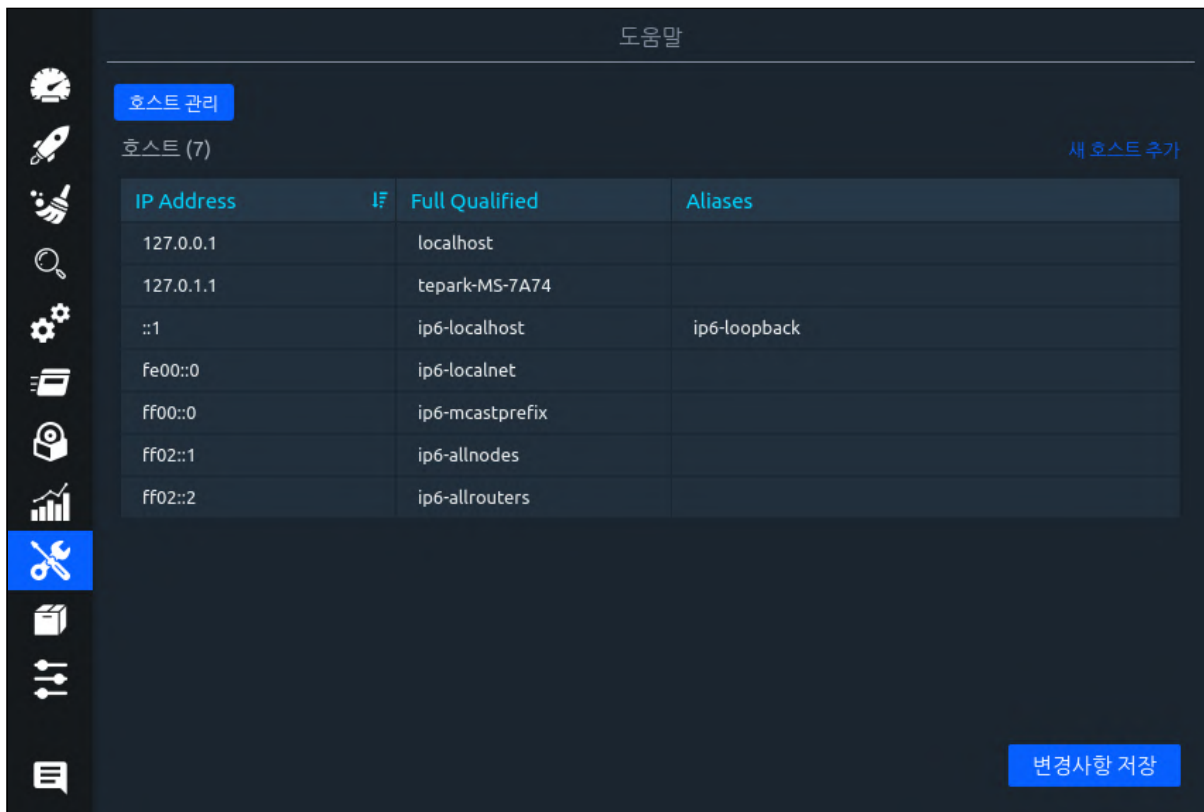 도움말
호스트 관리
호스트 (7)
새 호스트 추가
IP Address Full Qualified Aliases
127.0.0.1 localhost
127.0.1.1 tepark-MS-7A74
::1 ip6-localhost ip6-loopback
fe00::0 ip6-localnet
ff00::0 ip6-mcastprefix
ff02::1 ip6-allnodes
ff02::2 ip6-allrouters
변경사항 저장